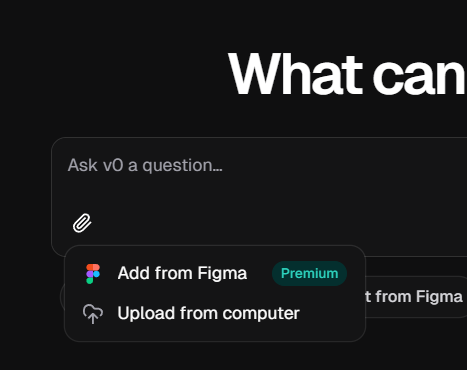 What can
Ask v0 a question...
Add from Figma Premium
t from Figma
Upload from computer